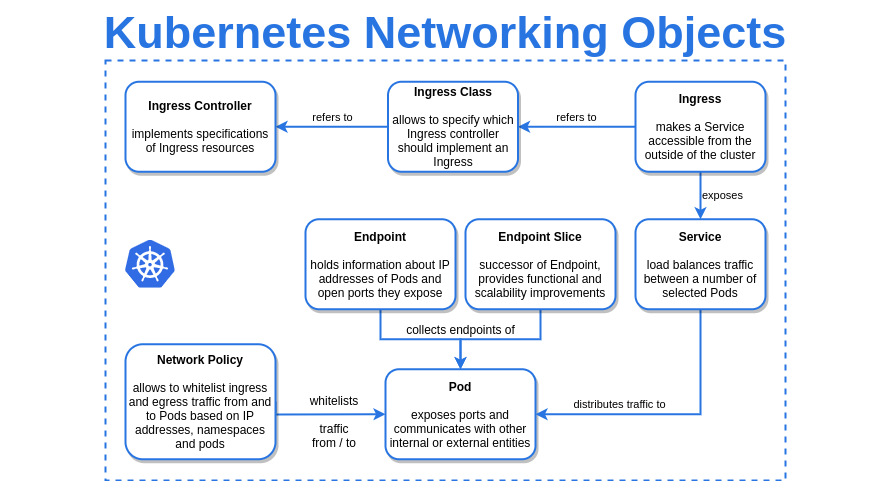 Kubernetes Networking Objects
Ingress Controller
implements specifications
of Ingress resources
refers to
Ingress Class
allows to specify which
Ingress controller
should implement an
Ingress
refers to
Ingress
makes a Service
accessible from the
outside of the cluster
exposes
Endpoint
holds information about IP
addresses of Pods and
open ports they expose
Endpoint Slice
successor of Endpoint,
provides functional and
scalability improvements
Service
load balances traffic
between a number of
selected Pods
collects endpoints of
Network Policy
allows to whitelist ingress
and egress traffic from and
to Pods based on IP
addresses, namespaces
and pods
whitelists
traffic
from / to
Pod
exposes ports and
communicates with other
internal or external entities
distributes traffic to